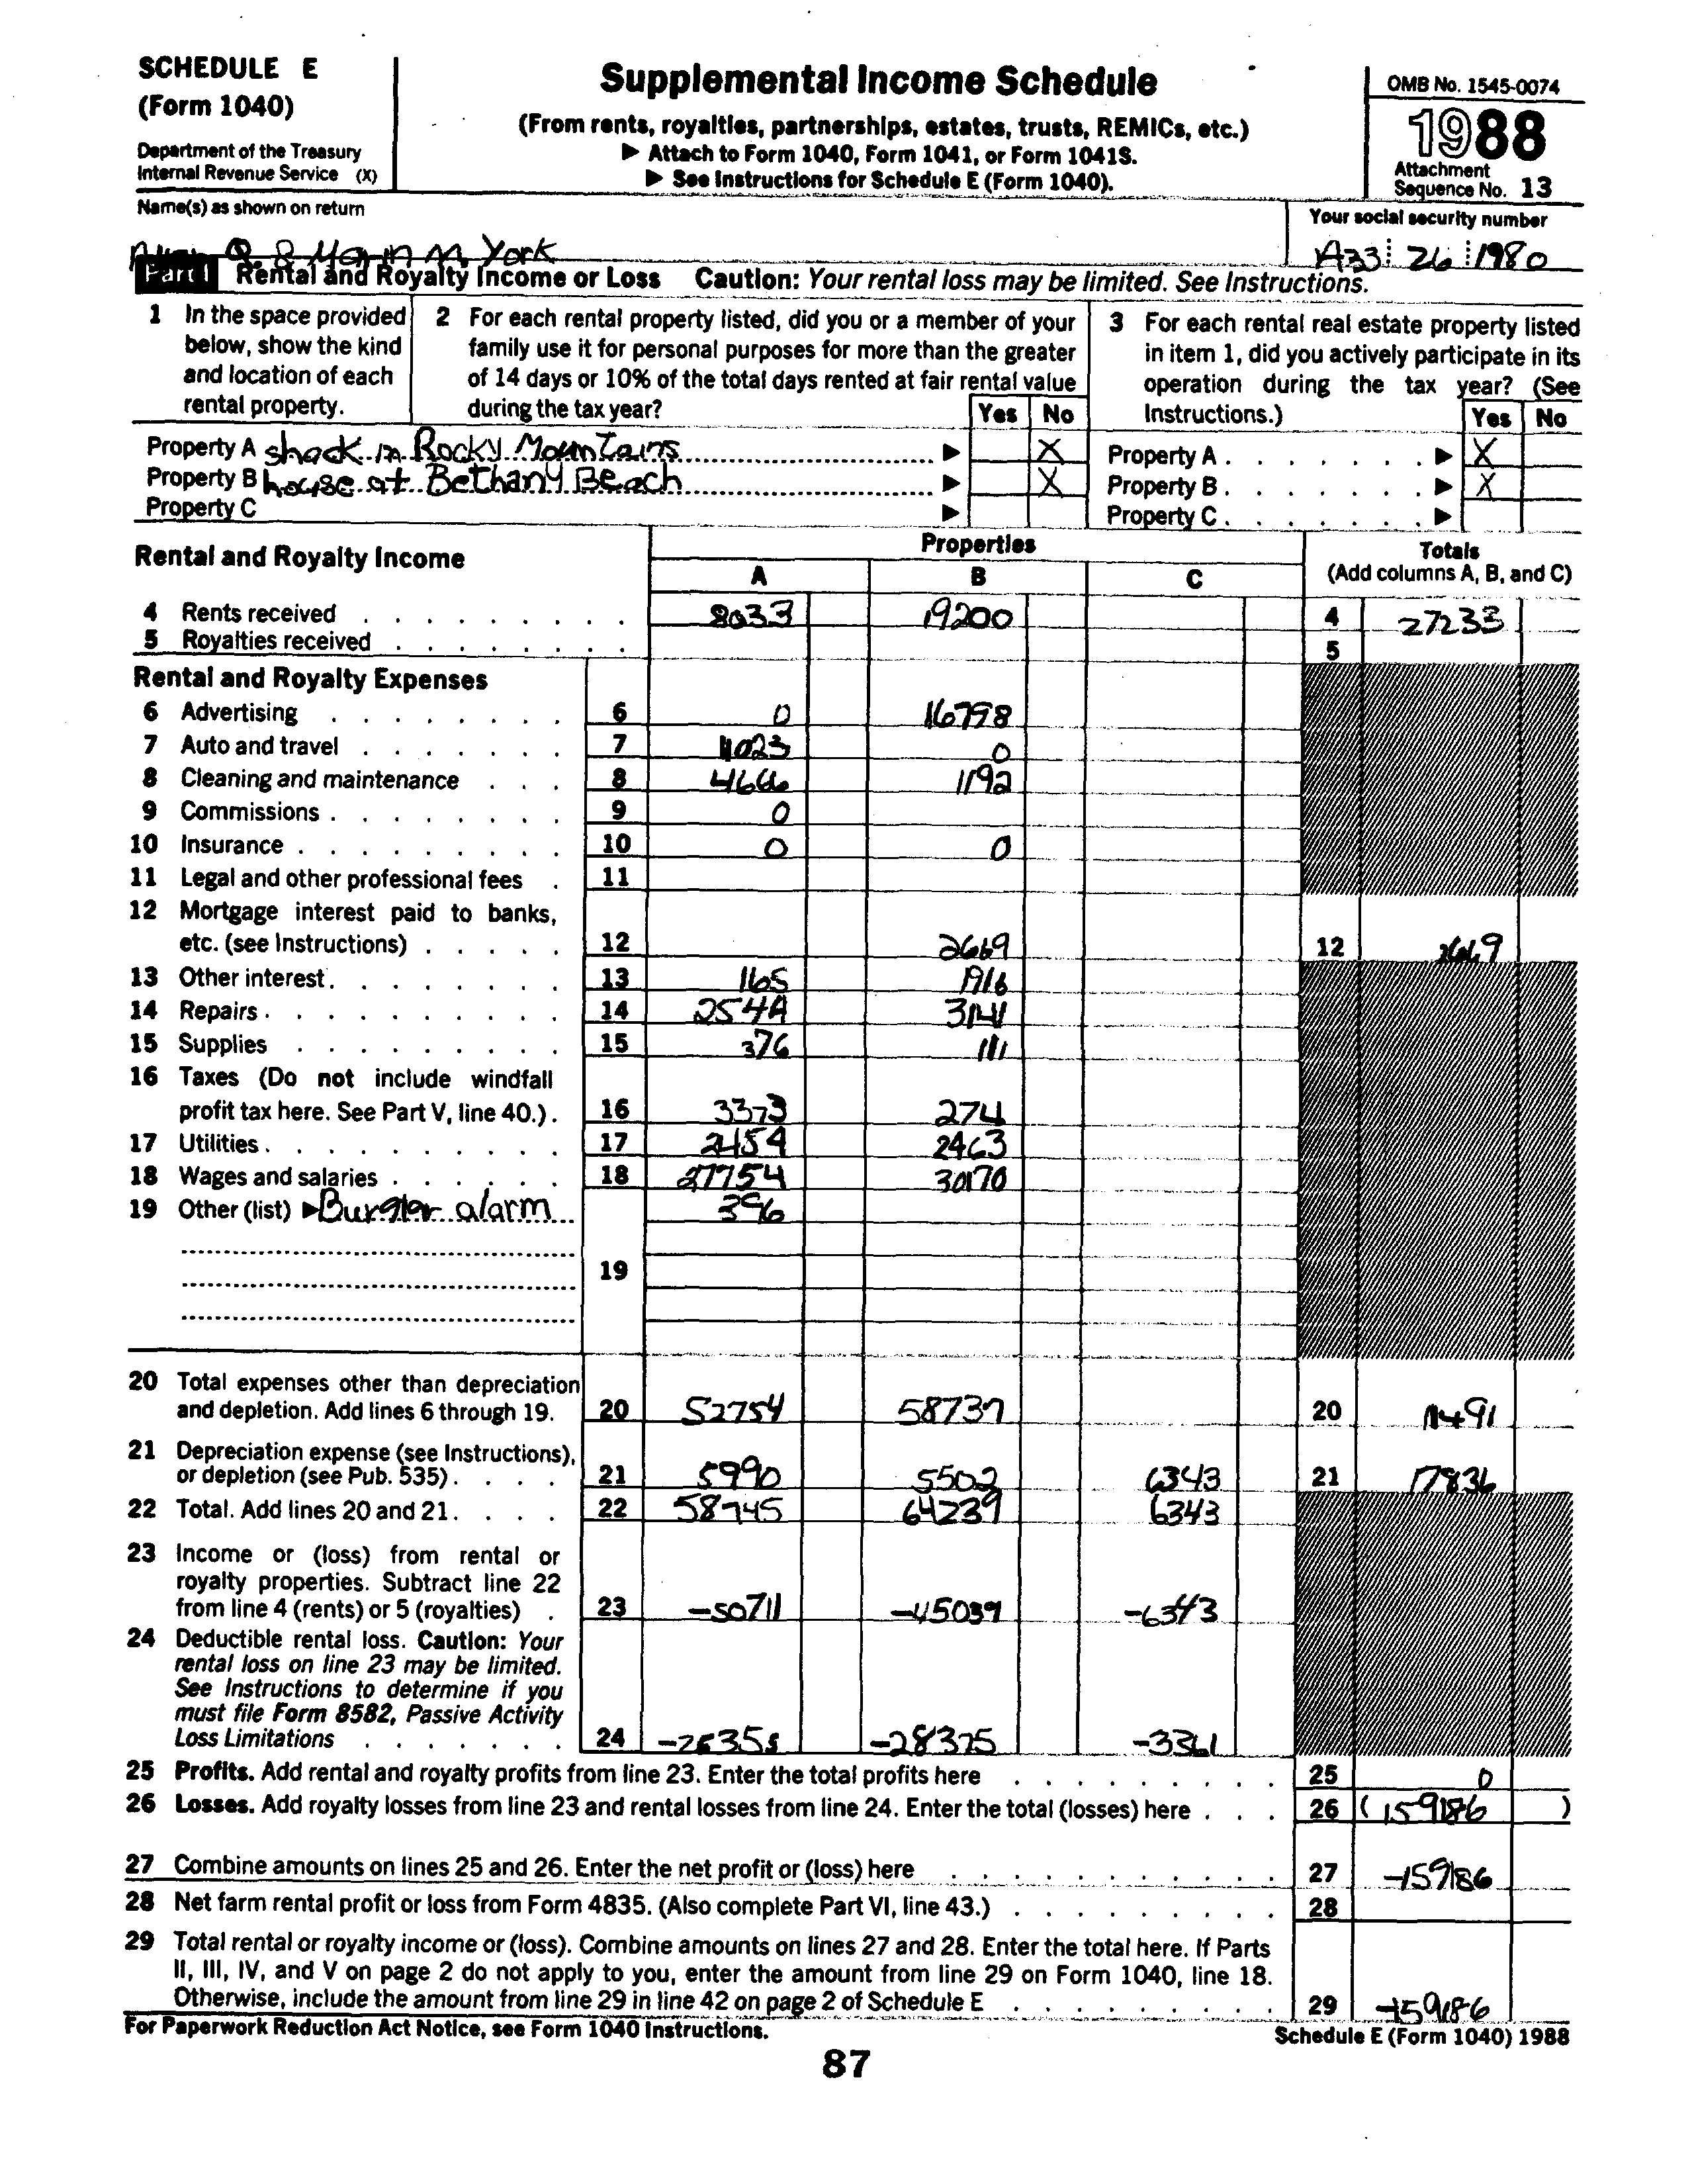 SCHEDULE E
(Form 1040)
Department of the Treasury
Internal Revenue Service (X)
Supplemental Income Schedule
(From rents, royalties, partnerships, estates, trusts, REMICs, etc.)
▶ Attach to Form 1040, Form 1041, or Form 1041S.
▶ See Instructions for Schedule E (Form 1040).
OMB No. 1545-0074
1988
Attachment
Sequence No. 13
Name(s) as shown on return
Your social security number
York
A33 26 1980
Part I Rental and Royalty Income or Loss Caution: Your rental loss may be limited. See Instructions.
1 In the space provided
below, show the kind
and location of each
rental property.
2 For each rental property listed, did you or a member of your
family use it for personal purposes for more than the greater
of 14 days or 10% of the total days rented at fair rental value
during the tax year?
Yes No
3 For each rental real estate property listed
in item 1, did you actively participate in its
operation during the tax year? (See
Instructions.)
Yes No
Property A shack in Rocky Mountains ▶ X
Property B house at Bethany Beach ▶ X
Property C ▶
Property A ▶ X
Property B ▶ X
Property C ▶
Rental and Royalty Income
Properties
A B C
Totals
(Add columns A, B, and C)
4 Rents received 8033 19200 4 27233
5 Royalties received 5
Rental and Royalty Expenses
6 Advertising 6 0 16798
7 Auto and travel 7 11023 0
8 Cleaning and maintenance 8 4666 1192
9 Commissions 9 0
10 Insurance 10 0 0
11 Legal and other professional fees 11
12 Mortgage interest paid to banks,
etc. (see Instructions) 12 2669 12 2669
13 Other interest 13 165 1916
14 Repairs 14 2544 3141
15 Supplies 15 376 111
16 Taxes (Do not include windfall
profit tax here. See Part V, line 40.) 16 3373 274
17 Utilities 17 2454 2463
18 Wages and salaries 18 27754 30170
19 Other (list) ▶ Burglar alarm 396
19
20 Total expenses other than depreciation
and depletion. Add lines 6 through 19. 20 52754 58737 20
21 Depreciation expense (see Instructions),
or depletion (see Pub. 535) 21 5990 5502 6343 21 17836
22 Total. Add lines 20 and 21 22 58745 64239 6343
23 Income or (loss) from rental or
royalty properties. Subtract line 22
from line 4 (rents) or 5 (royalties) 23 -50711 -45039 -6343
24 Deductible rental loss. Caution: Your
rental loss on line 23 may be limited.
See Instructions to determine if you
must file Form 8582, Passive Activity
Loss Limitations 24 -28375 -3361
25 Profits. Add rental and royalty profits from line 23. Enter the total profits here 25 0
26 Losses. Add royalty losses from line 23 and rental losses from line 24. Enter the total (losses) here 26 (159186)
27 Combine amounts on lines 25 and 26. Enter the net profit or (loss) here 27 -159186
28 Net farm rental profit or loss from Form 4835. (Also complete Part VI, line 43.) 28
29 Total rental or royalty income or (loss). Combine amounts on lines 27 and 28. Enter the total here. If Parts
II, III, IV, and V on page 2 do not apply to you, enter the amount from line 29 on Form 1040, line 18.
Otherwise, include the amount from line 29 in line 42 on page 2 of Schedule E 29 -159186
For Paperwork Reduction Act Notice, see Form 1040 Instructions.
Schedule E (Form 1040) 1988
87